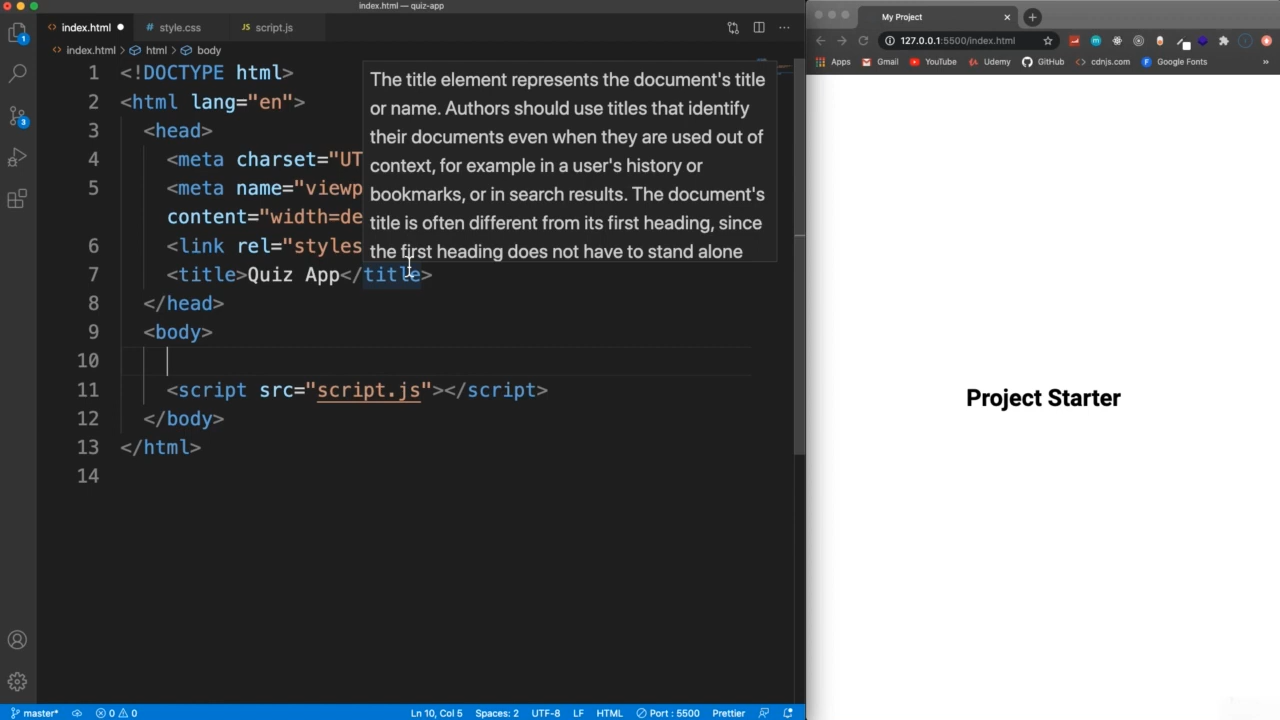 index.html — quiz-app
index.html
style.css
script.js
index.html
html
body
1 <!DOCTYPE html>
2 <html lang="en">
3 <head>
4 <meta charset="UT
5 <meta name="viewp
content="width=de
6 <link rel="styles
7 <title>Quiz App</title>
8 </head>
9 <body>
10
11 <script src="script.js"></script>
12 </body>
13 </html>
14
The title element represents the document's title
or name. Authors should use titles that identify
their documents even when they are used out of
context, for example in a user's history or
bookmarks, or in search results. The document's
title is often different from its first heading, since
the first heading does not have to stand alone
1
3
master*
0 0
Ln 10, Col 5
Spaces: 2
UTF-8
LF
HTML
Port : 5500
Prettier
My Project
127.0.0.1:5500/index.html
Apps
Gmail
YouTube
Udemy
GitHub
cdnjs.com
Google Fonts
»
Project Starter